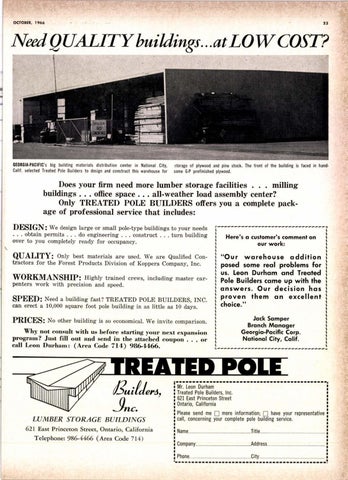 OCTOBER, 1966
53
Need QUALITY buildings...at LOW COST?
GEORGIA-PACIFIC's big building materials distribution center in National City,
Calif. selected Treated Pole Builders to design and construct this warehouse for
storage of plywood and pine shook. The front of the building is faced in hand-
some G-P prefinished plywood.
Does your firm need more lumber storage facilities . . . milling
buildings . . . office space . . . all-weather load assembly center?
Only TREATED POLE BUILDERS offers you a complete pack-
age of professional service that includes:
DESIGN: We design large or small pole-type buildings to your needs
. . . obtain permits . . . do engineering . . . construct . . . turn building
over to you completely ready for occupancy.
QUALITY: Only best materials are used. We are Qualified Con-
tractors for the Forest Products Division of Koppers Company, Inc.
WORKMANSHIP: Highly trained crews, including master car-
penters work with precision and speed.
SPEED: Need a building fast? TREATED POLE BUILDERS, INC.
can erect a 10,000 square foot pole building in as little as 10 days.
PRICES: No other building is so economical. We invite comparison.
Why not consult with us before starting your next expansion
program? Just fill out and send in the attached coupon . . . or
call Leon Durham: (Area Code 714) 986-4466.
Here's a customer's comment on
our work:
"Our warehouse addition
posed some real problems for
us. Leon Durham and Treated
Pole Builders came up with the
answers. Our decision has
proven them an excellent
choice."
Jack Samper
Branch Manager
Georgia-Pacific Corp.
National City, Calif.
TREATED POLE
Builders,
Inc.
LUMBER STORAGE BUILDINGS
621 East Princeton Street, Ontario, California
Telephone: 986-4466 (Area Code 714)
Mr. Leon Durham
Treated Pole Builders, Inc.
621 East Princeton Street
Ontario, California
Please send me more information; have your representative
call, concerning your complete pole building service.
Name Title
Company Address
Phone City